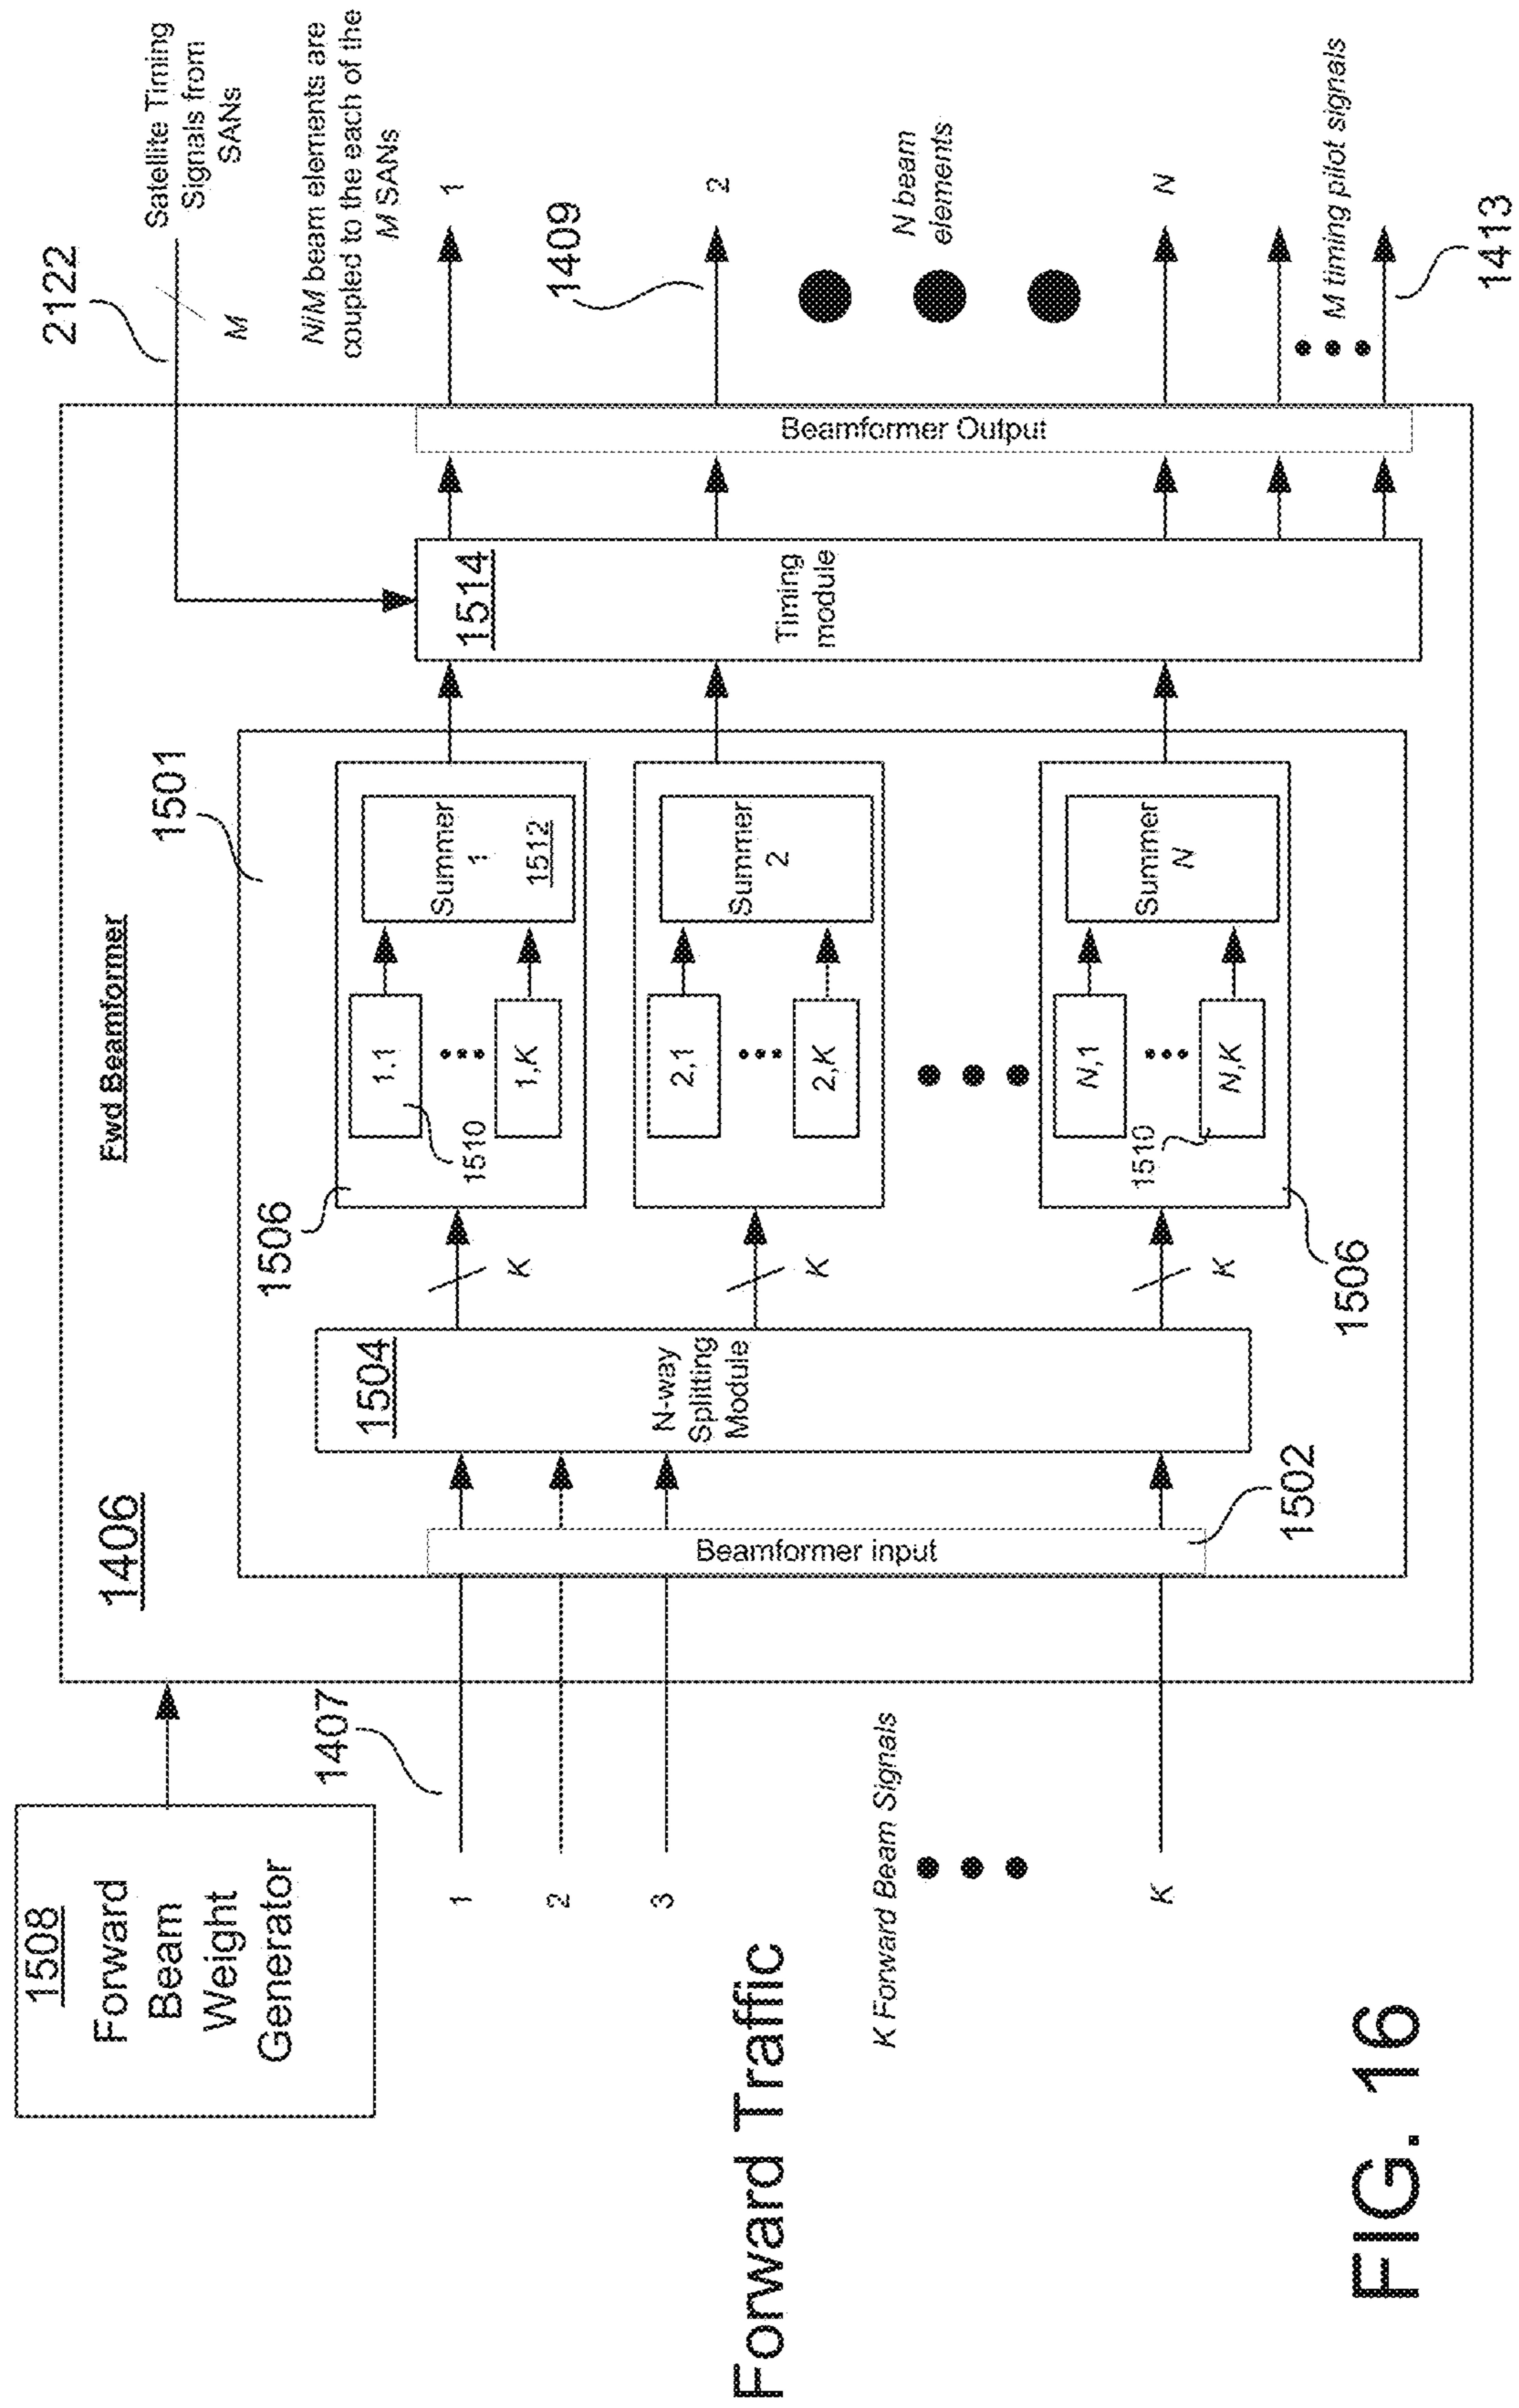 1508
Forward
Beam
Weight
Generator
1406
Fwd Beamformer
2122
Satellite Timing
Signals from
SANs
M
N/M beam elements are
coupled to the each of the
M SANs
1407
1
2
3
K Forward Beam Signals
K
Beamformer input
1502
1504
N-way
Splitting
Module
K
K
K
1501
1506
1,1
1,K
1510
Summer
1
1512
2,1
2,K
Summer
2
N,1
N,K
1510
Summer
N
1506
1514
Timing
module
Beamformer Output
1
1409
2
N beam
elements
N
M timing pilot signals
1413
Forward Traffic
FIG. 16